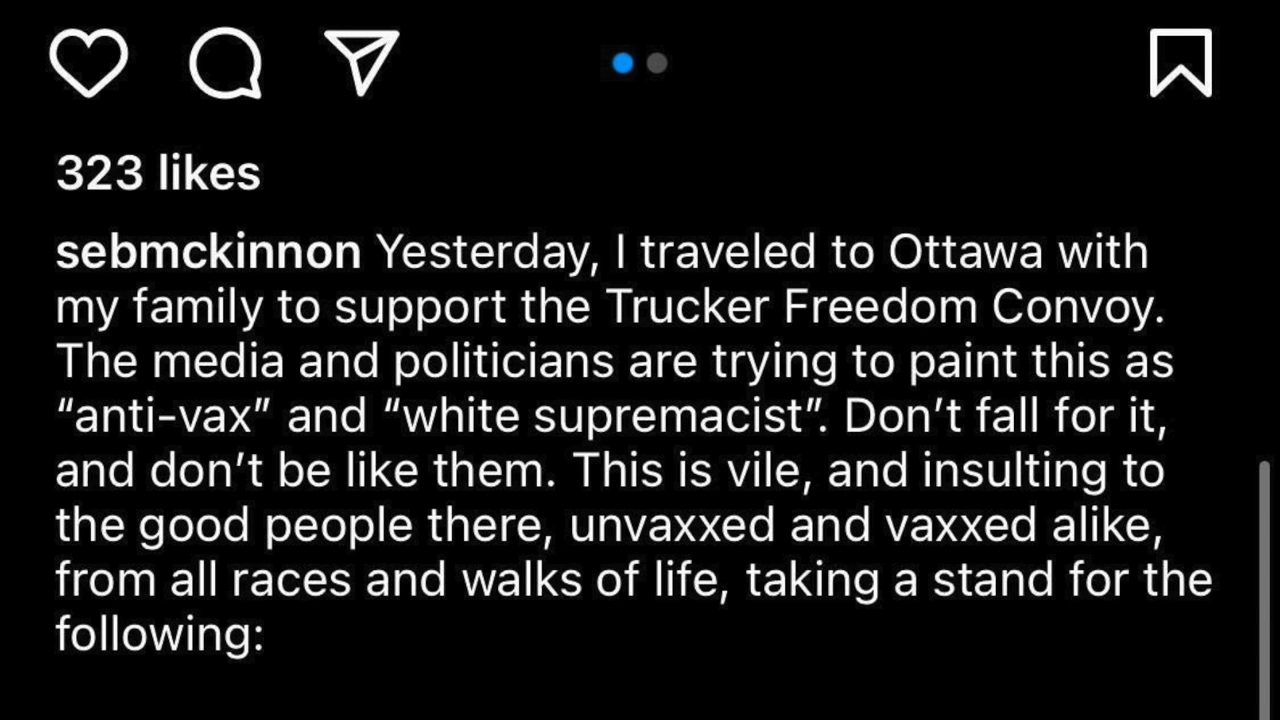 323 likes
sebmckinnon Yesterday, I traveled to Ottawa with
my family to support the Trucker Freedom Convoy.
The media and politicians are trying to paint this as
“anti-vax” and “white supremacist”. Don’t fall for it,
and don’t be like them. This is vile, and insulting to
the good people there, unvaxxed and vaxxed alike,
from all races and walks of life, taking a stand for the
following: